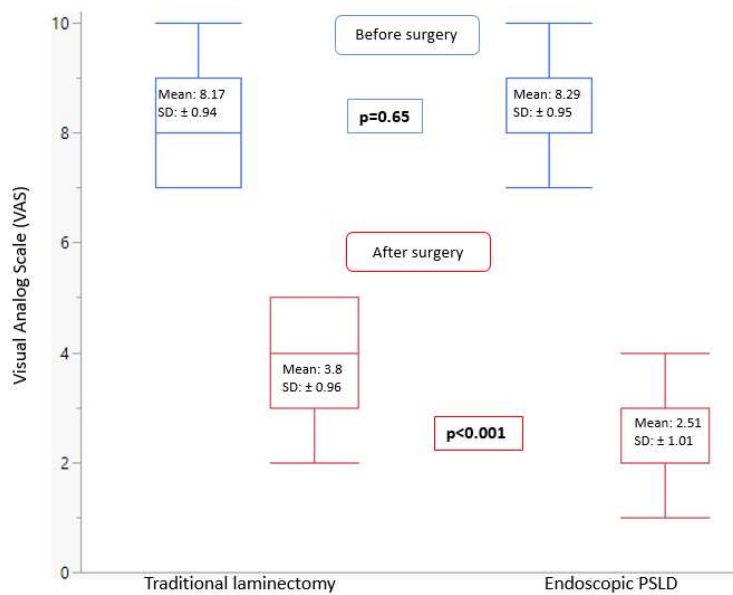 10
Before surgery
Mean: 8.17
SD: ± 0.94
Mean: 8.29
SD: ± 0.95
p=0.65
8
6
After surgery
Visual Analog Scale (VAS)
4
Mean: 3.8
SD: ± 0.96
p<0.001
Mean: 2.51
SD: ± 1.01
2
0
Traditional laminectomy
Endoscopic PSLD